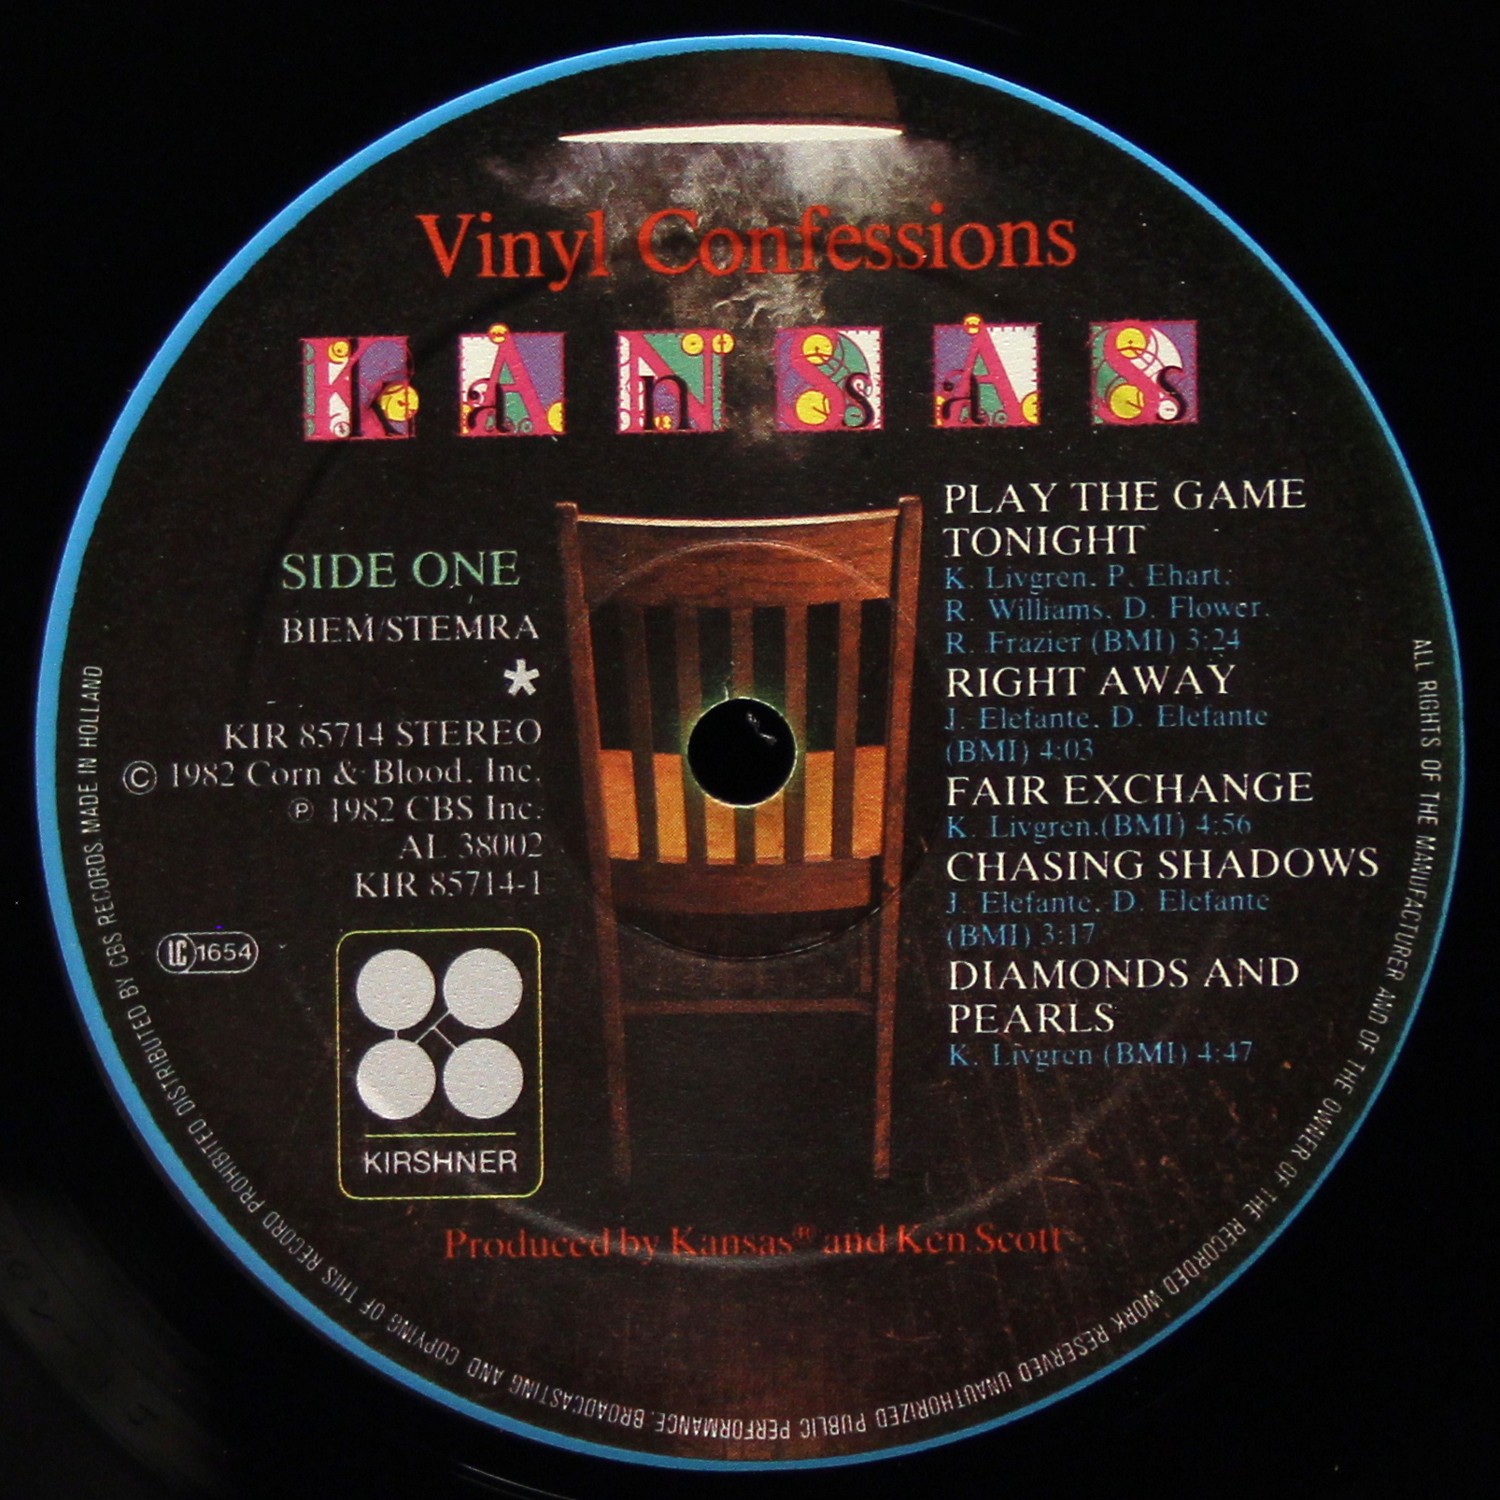 Vinyl Confessions
KANSAS
SIDE ONE
BIEM/STEMRA
*
KIR 85714 STEREO
© 1982 Corn & Blood, Inc.
℗ 1982 CBS Inc.
AL 38002
KIR 85714-1
LC 1654
KIRSHNER
PLAY THE GAME
TONIGHT
K. Livgren, P. Ehart,
R. Williams, D. Flower,
R. Frazier (BMI) 3:24
RIGHT AWAY
J. Elefante, D. Elefante
(BMI) 4:03
FAIR EXCHANGE
K. Livgren (BMI) 4:56
CHASING SHADOWS
J. Elefante, D. Elefante
(BMI) 3:17
DIAMONDS AND
PEARLS
K. Livgren (BMI) 4:47
Produced by Kansas® and Ken Scott
ALL RIGHTS OF THE MANUFACTURER AND OF THE OWNER OF THE RECORDED WORK RESERVED UNAUTHORIZED PUBLIC PERFORMANCE, BROADCASTING AND COPYING OF THIS RECORD PROHIBITED DISTRIBUTED BY CBS RECORDS MADE IN HOLLAND